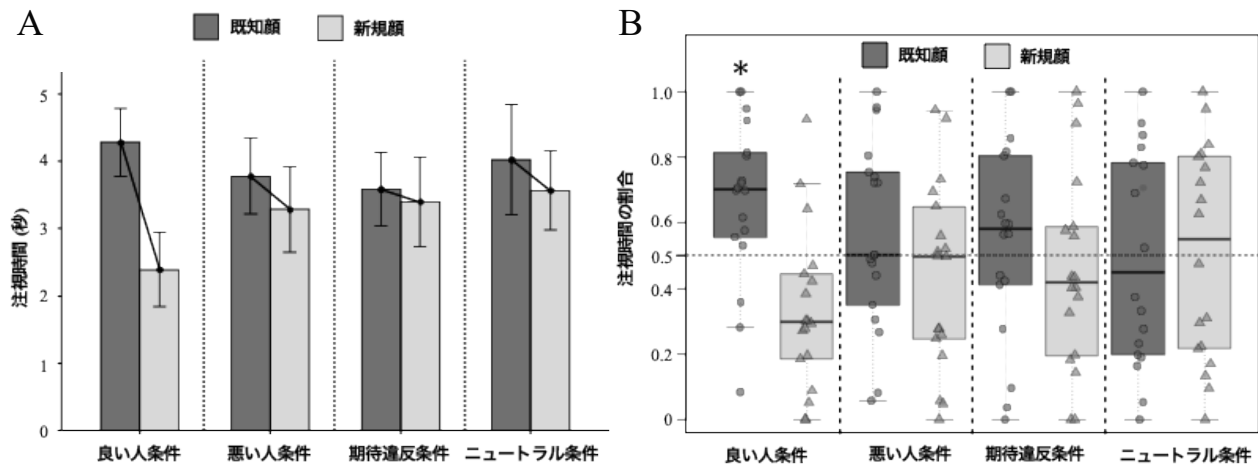 A
既知顔 新規顔
注視時間 (秒)
5
4
3
2
1
0
良い人条件 悪い人条件 期待違反条件 ニュートラル条件
B
既知顔 新規顔
*
注視時間の割合
1.0
0.8
0.6
0.5
0.4
0.2
0
良い人条件 悪い人条件 期待違反条件 ニュートラル条件